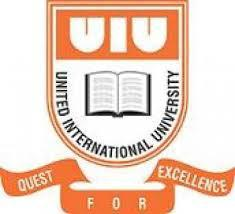 UIU
UNITED INTERNATIONAL UNIVERSITY
QUEST
FOR
EXCELLENCE